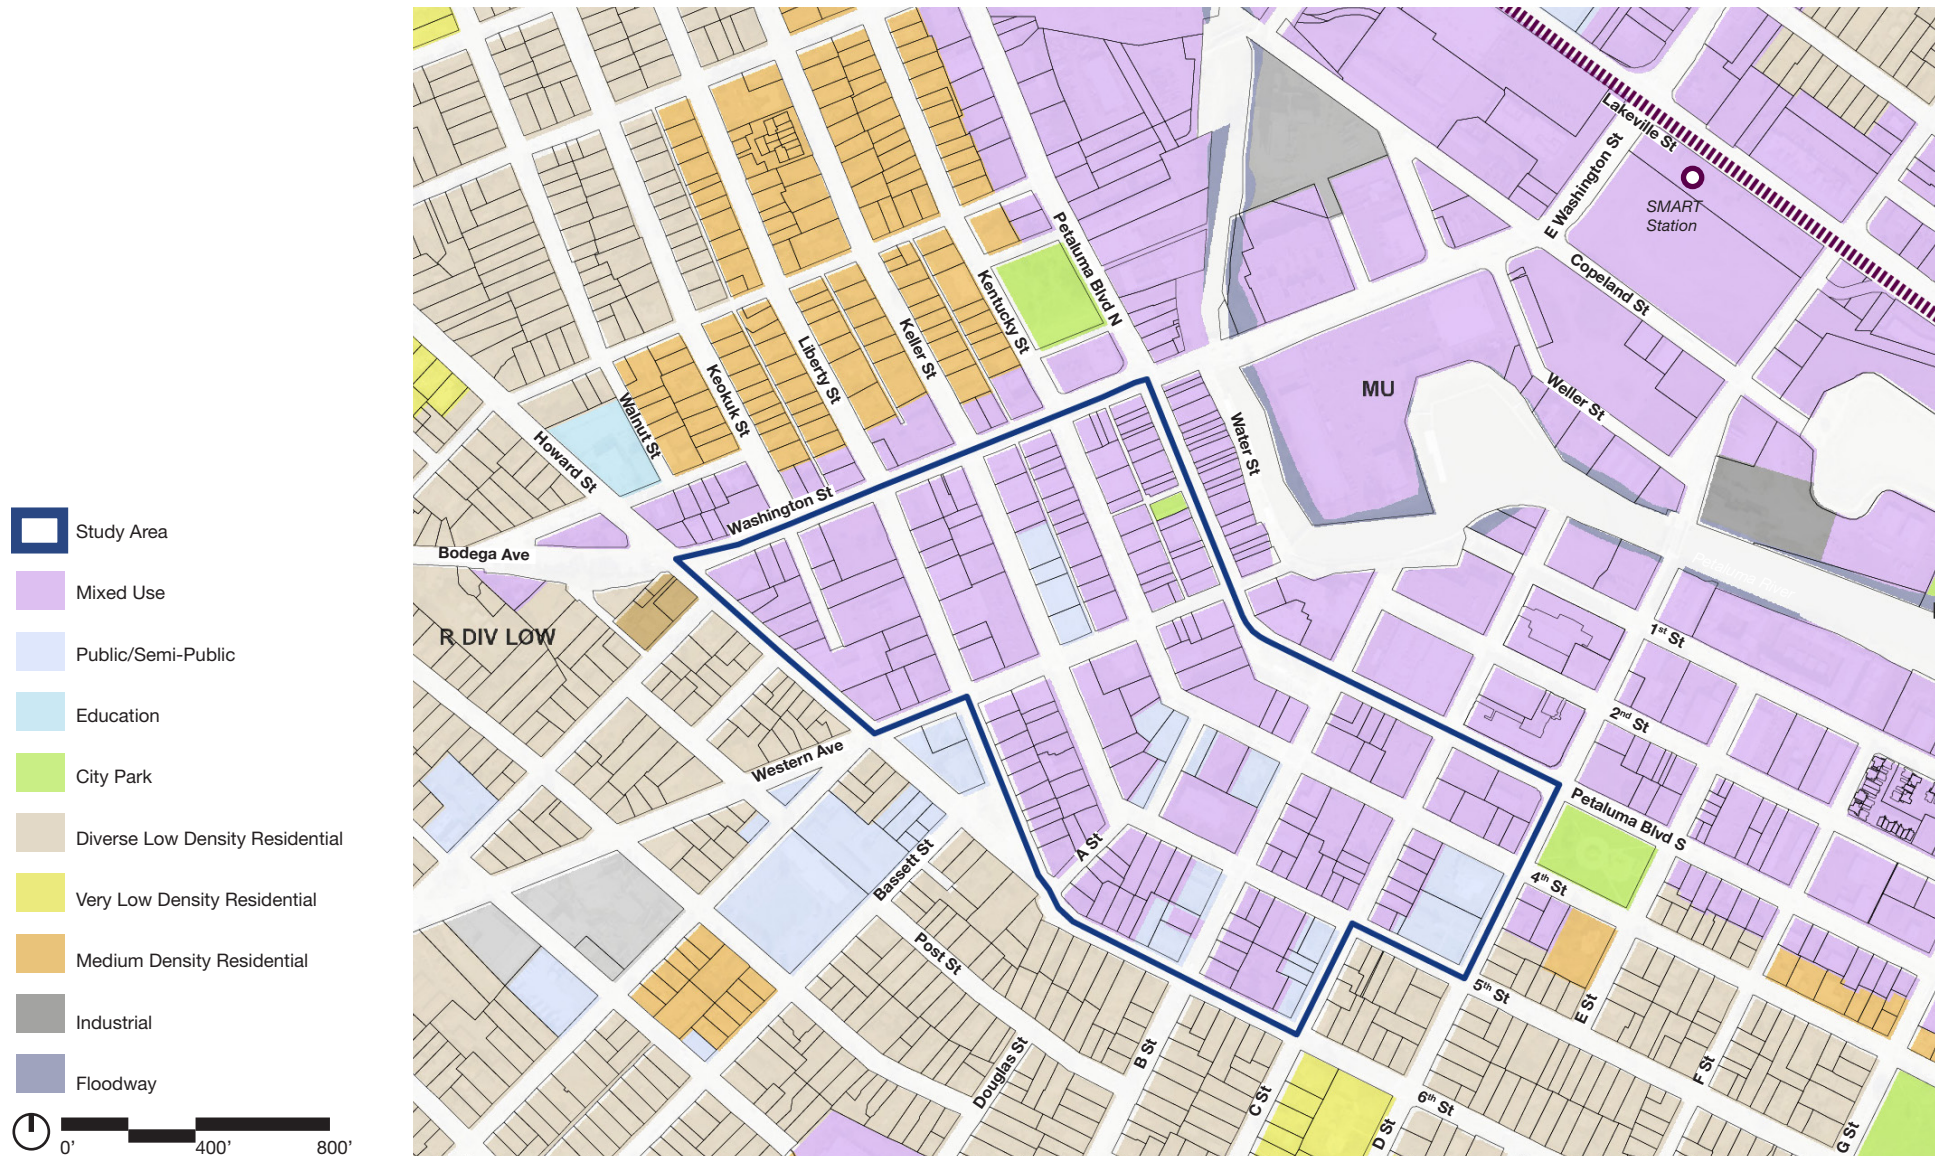 Study Area
Mixed Use
Public/Semi-Public
Education
City Park
Diverse Low Density Residential
Very Low Density Residential
Medium Density Residential
Industrial
Floodway
0'
400'
800'
Lakeville St
E Washington St
SMART
Station
Petaluma Blvd N
Copeland St
Kentucky St
Keller St
Liberty St
Keokuk St
Walnut St
Howard St
Weller St
MU
Water St
Washington St
Bodega Ave
R DIV LOW
Petaluma River
1st St
2nd St
Western Ave
Petaluma Blvd S
A St
Bassett St
4th St
Post St
5th St
E St
Douglas St
B St
C St
F St
6th St
D St
G St